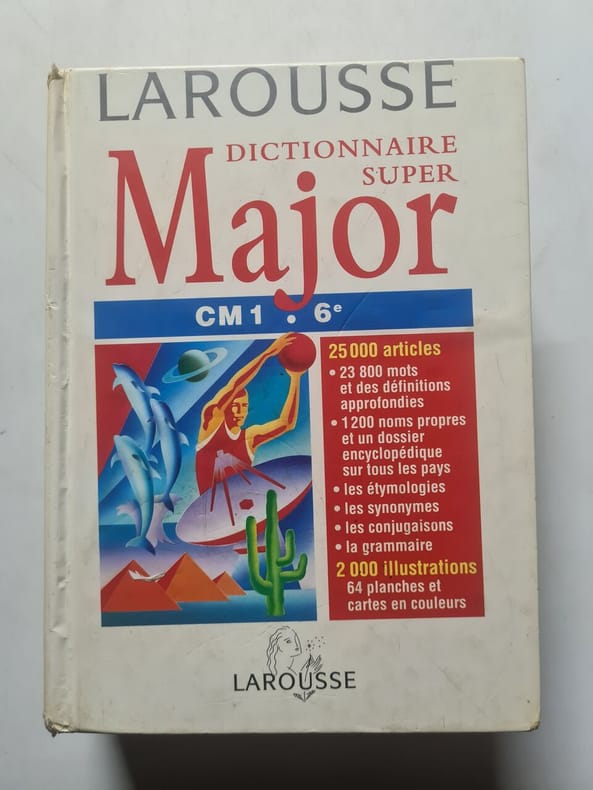 LAROUSSE
DICTIONNAIRE
SUPER
Major
CM1 • 6e
25 000 articles
• 23 800 mots
et des définitions
approfondies
• 1 200 noms propres
et un dossier
encyclopédique
sur tous les pays
• les étymologies
• les synonymes
• les conjugaisons
• la grammaire
2 000 illustrations
64 planches et
cartes en couleurs
LAROUSSE